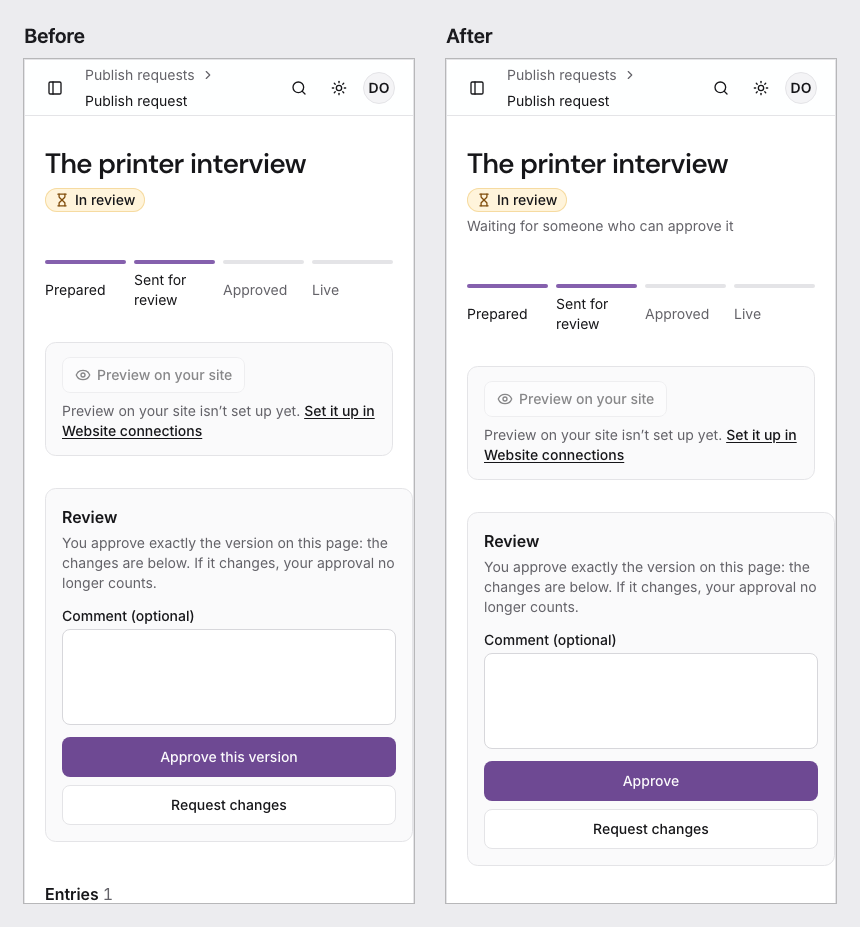 Before
Publish requests
Publish request
DO
The printer interview
In review
Prepared
Sent for
review
Approved
Live
Preview on your site
Preview on your site isn’t set up yet. Set it up in
Website connections
Review
You approve exactly the version on this page: the
changes are below. If it changes, your approval no
longer counts.
Comment (optional)
Approve this version
Request changes
Entries 1
After
Publish requests
Publish request
DO
The printer interview
In review
Waiting for someone who can approve it
Prepared
Sent for
review
Approved
Live
Preview on your site
Preview on your site isn’t set up yet. Set it up in
Website connections
Review
You approve exactly the version on this page: the
changes are below. If it changes, your approval no
longer counts.
Comment (optional)
Approve
Request changes